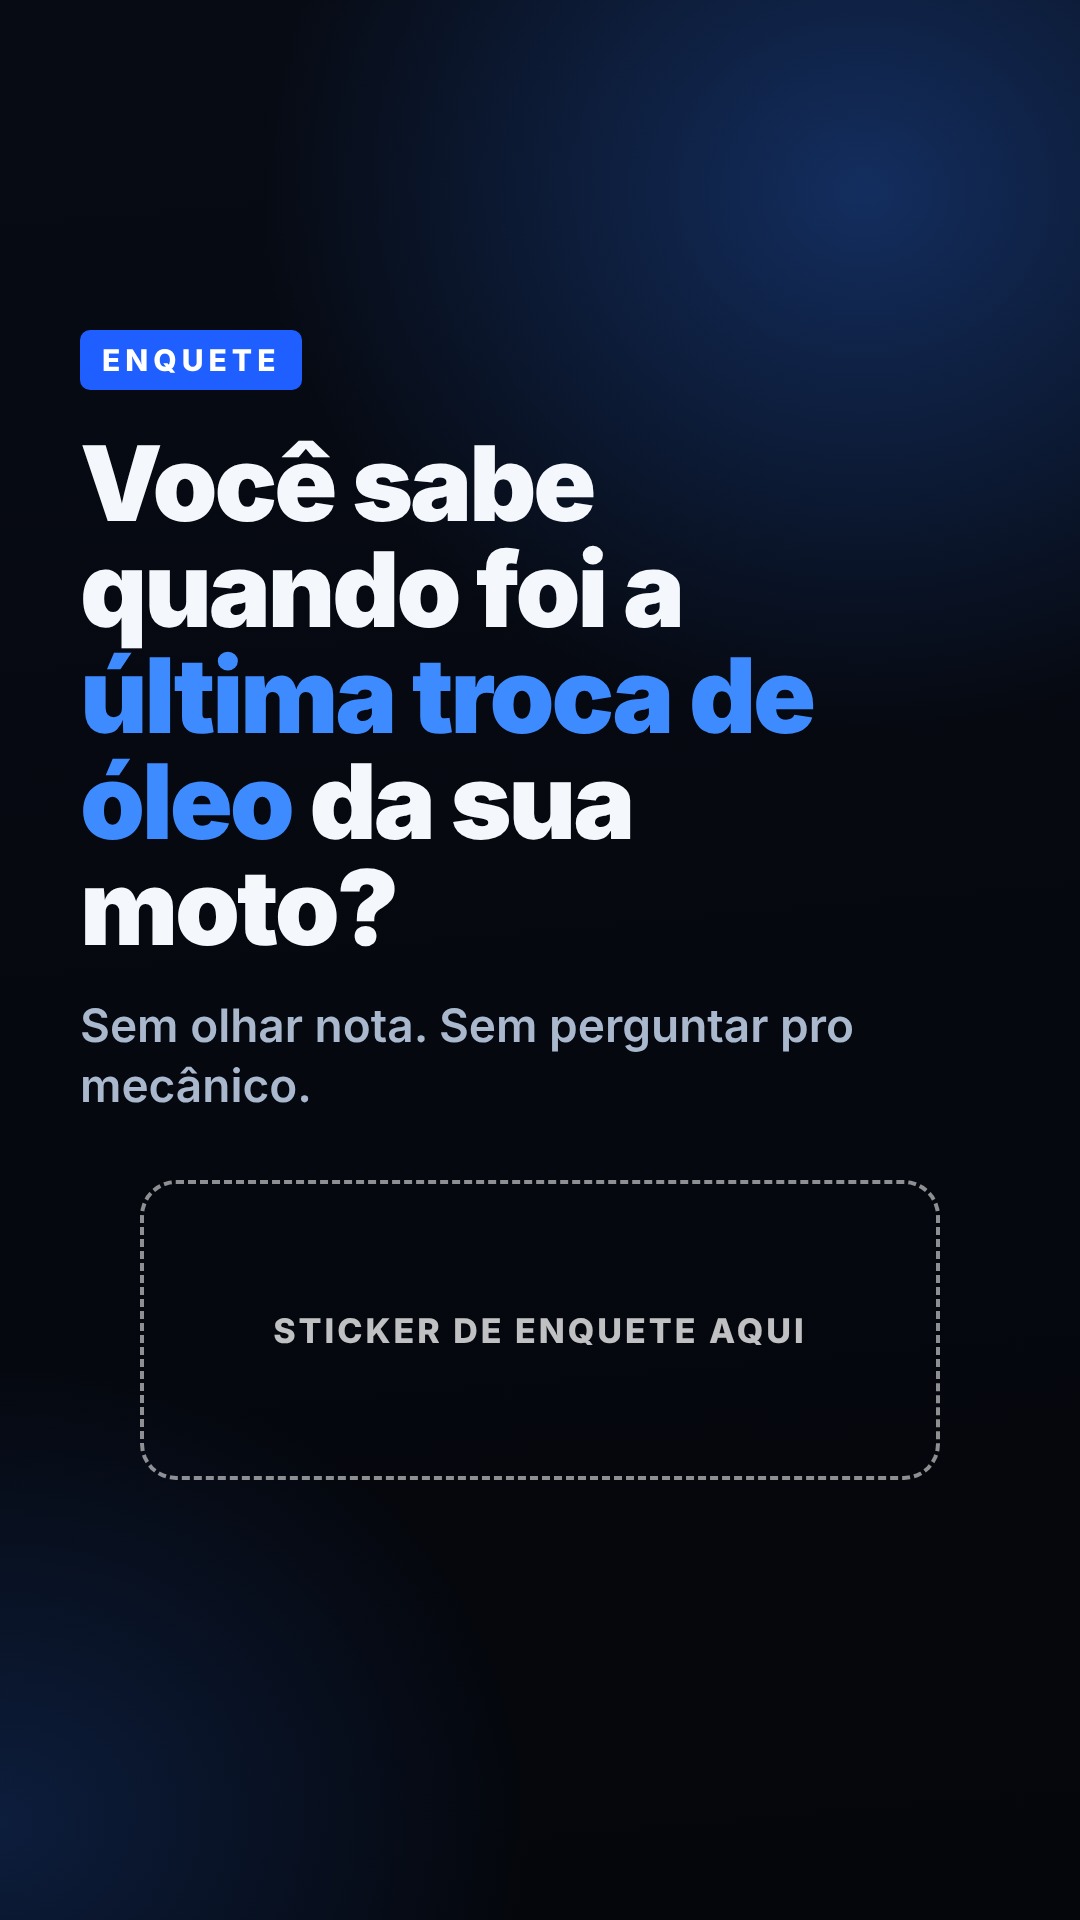 ENQUETE
Você sabe
quando foi a
última troca de
óleo da sua
moto?
Sem olhar nota. Sem perguntar pro
mecânico.
STICKER DE ENQUETE AQUI